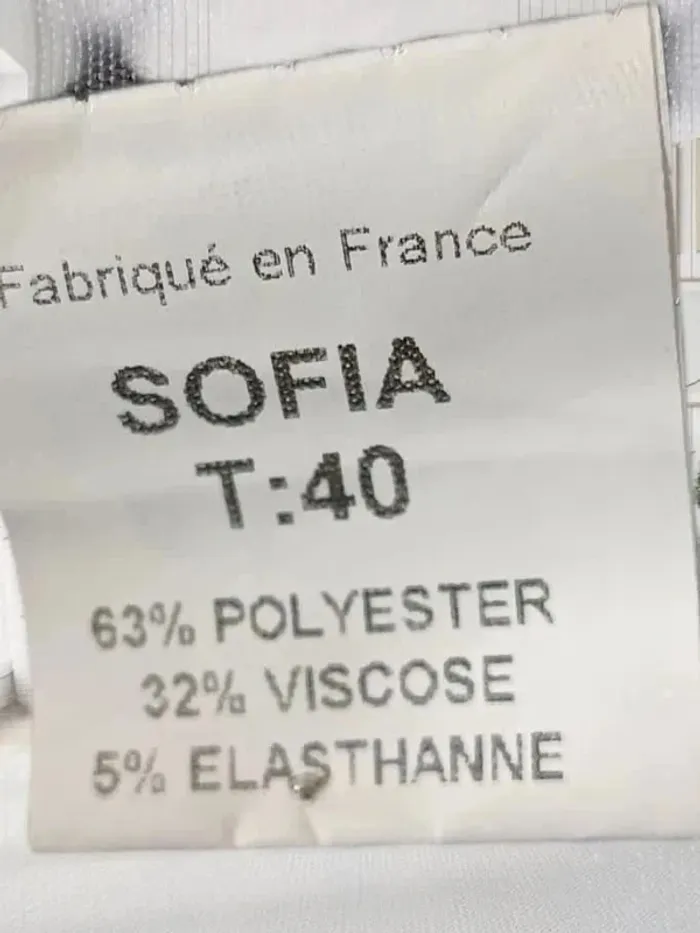 Fabriqué en France
SOFIA
T:40
63% POLYESTER
32% VISCOSE
5% ELASTHANNE